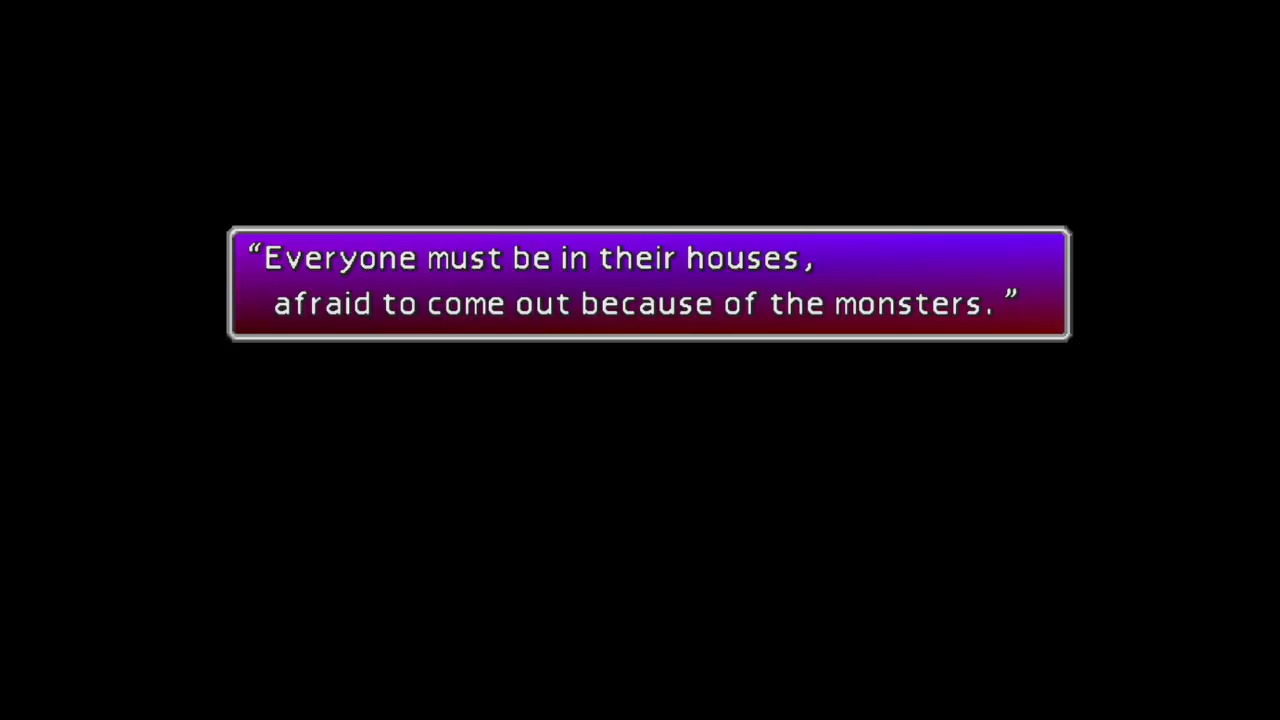 “Everyone must be in their houses,
afraid to come out because of the monsters.”